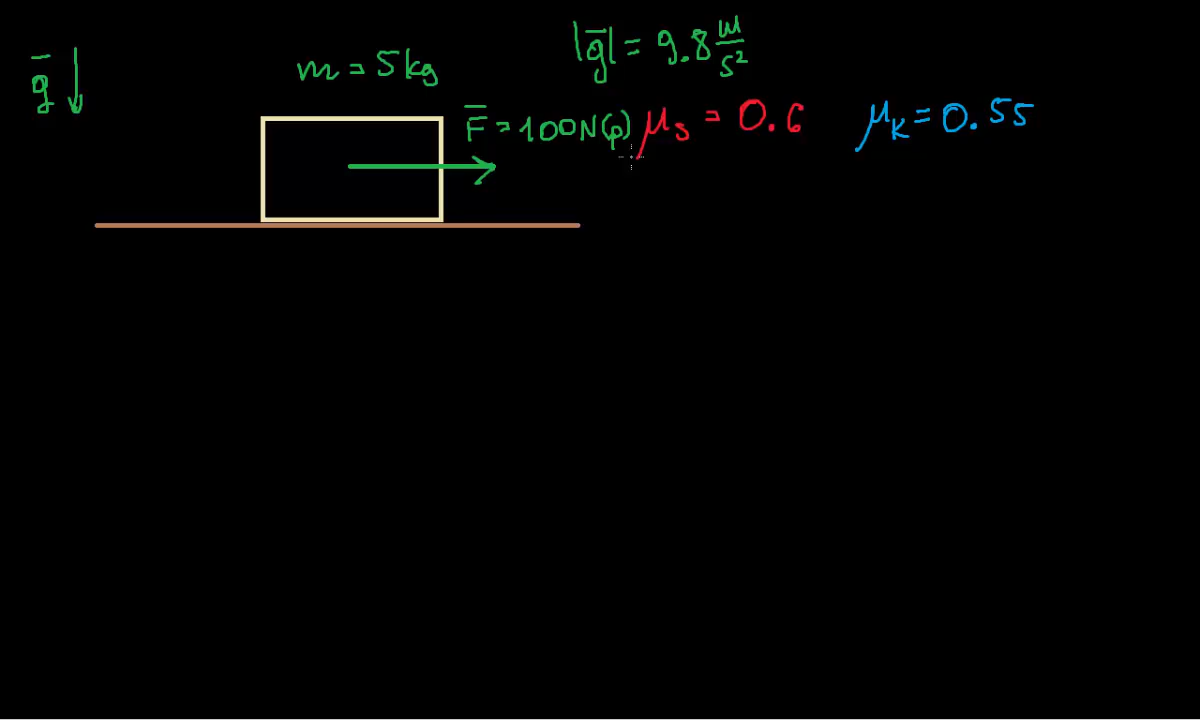 |g̅| = 9.8 m/s²
g̅
m = 5kg
F̅ = 100N(p)
μs = 0.6
μK = 0.55